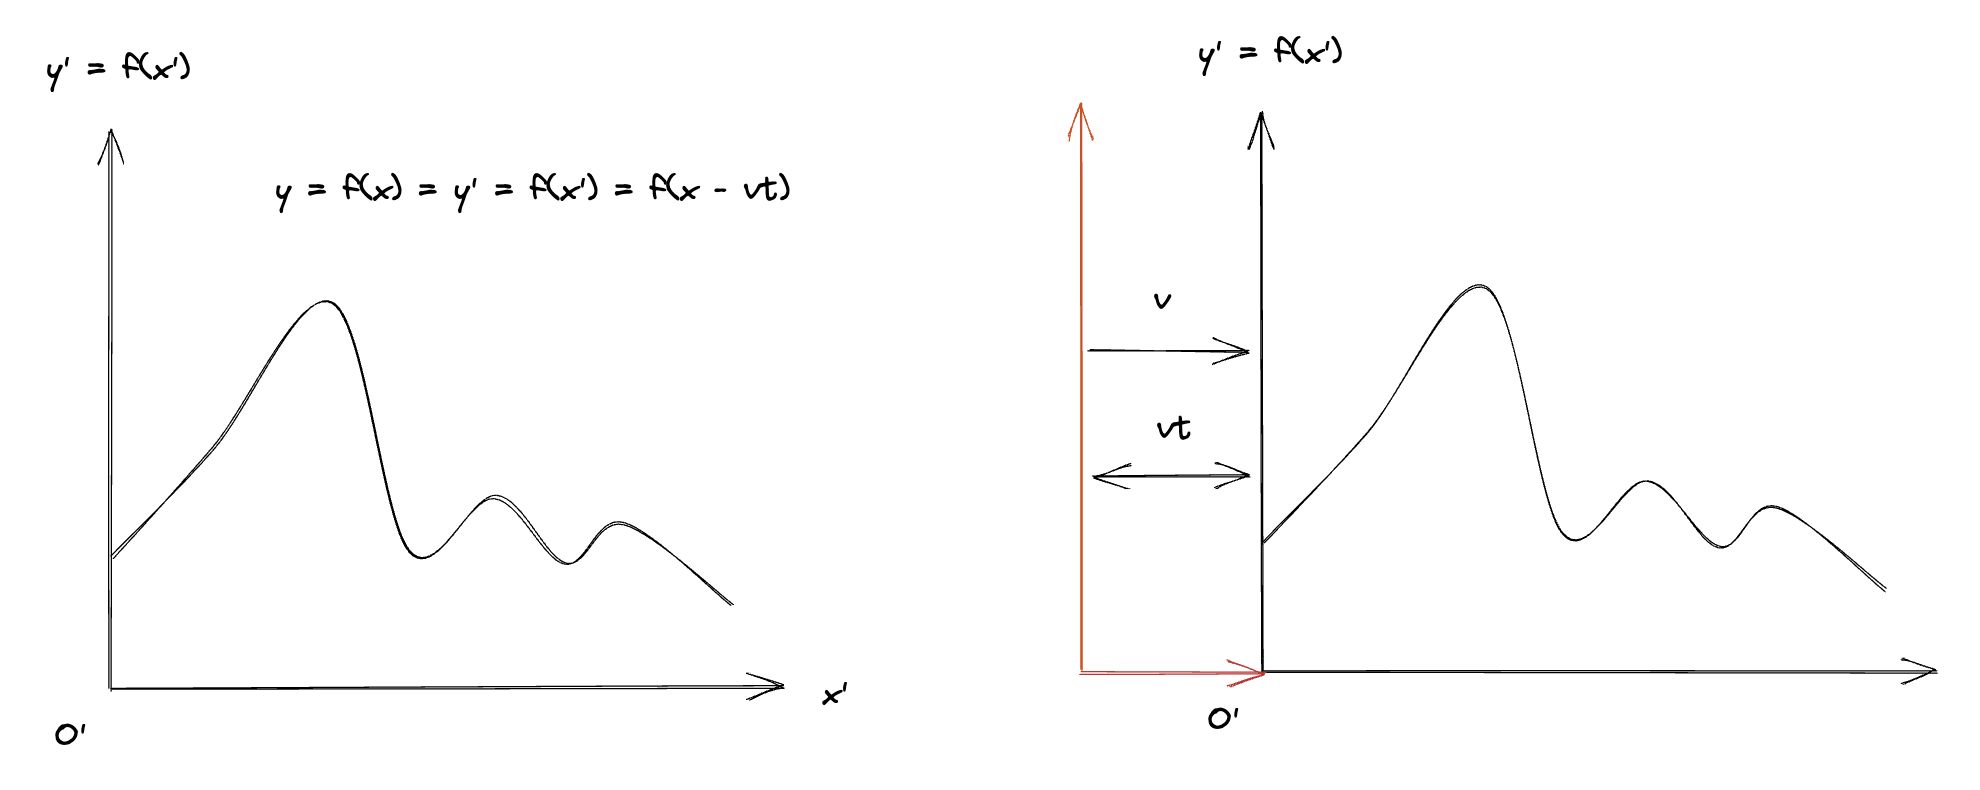 y' = f(x')
y = f(x) = y' = f(x') = f(x - vt)
x'
O'
y' = f(x')
v
vt
O'